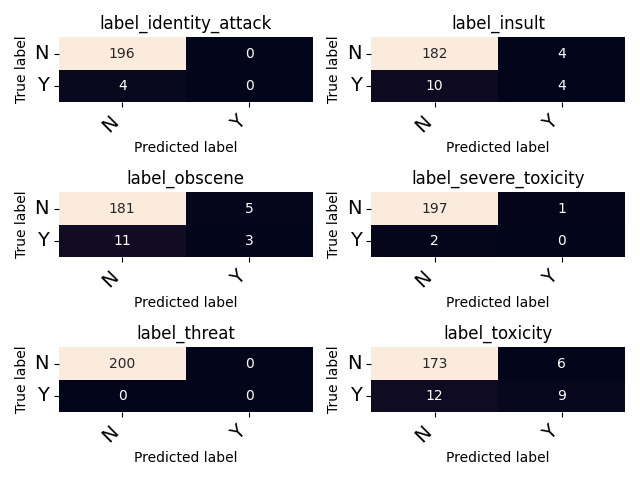 label_identity_attack
True label
N 196 0
Y 4 0
N Y
Predicted label
label_insult
True label
N 182 4
Y 10 4
N Y
Predicted label
label_obscene
True label
N 181 5
Y 11 3
N Y
Predicted label
label_severe_toxicity
True label
N 197 1
Y 2 0
N Y
Predicted label
label_threat
True label
N 200 0
Y 0 0
N Y
Predicted label
label_toxicity
True label
N 173 6
Y 12 9
N Y
Predicted label